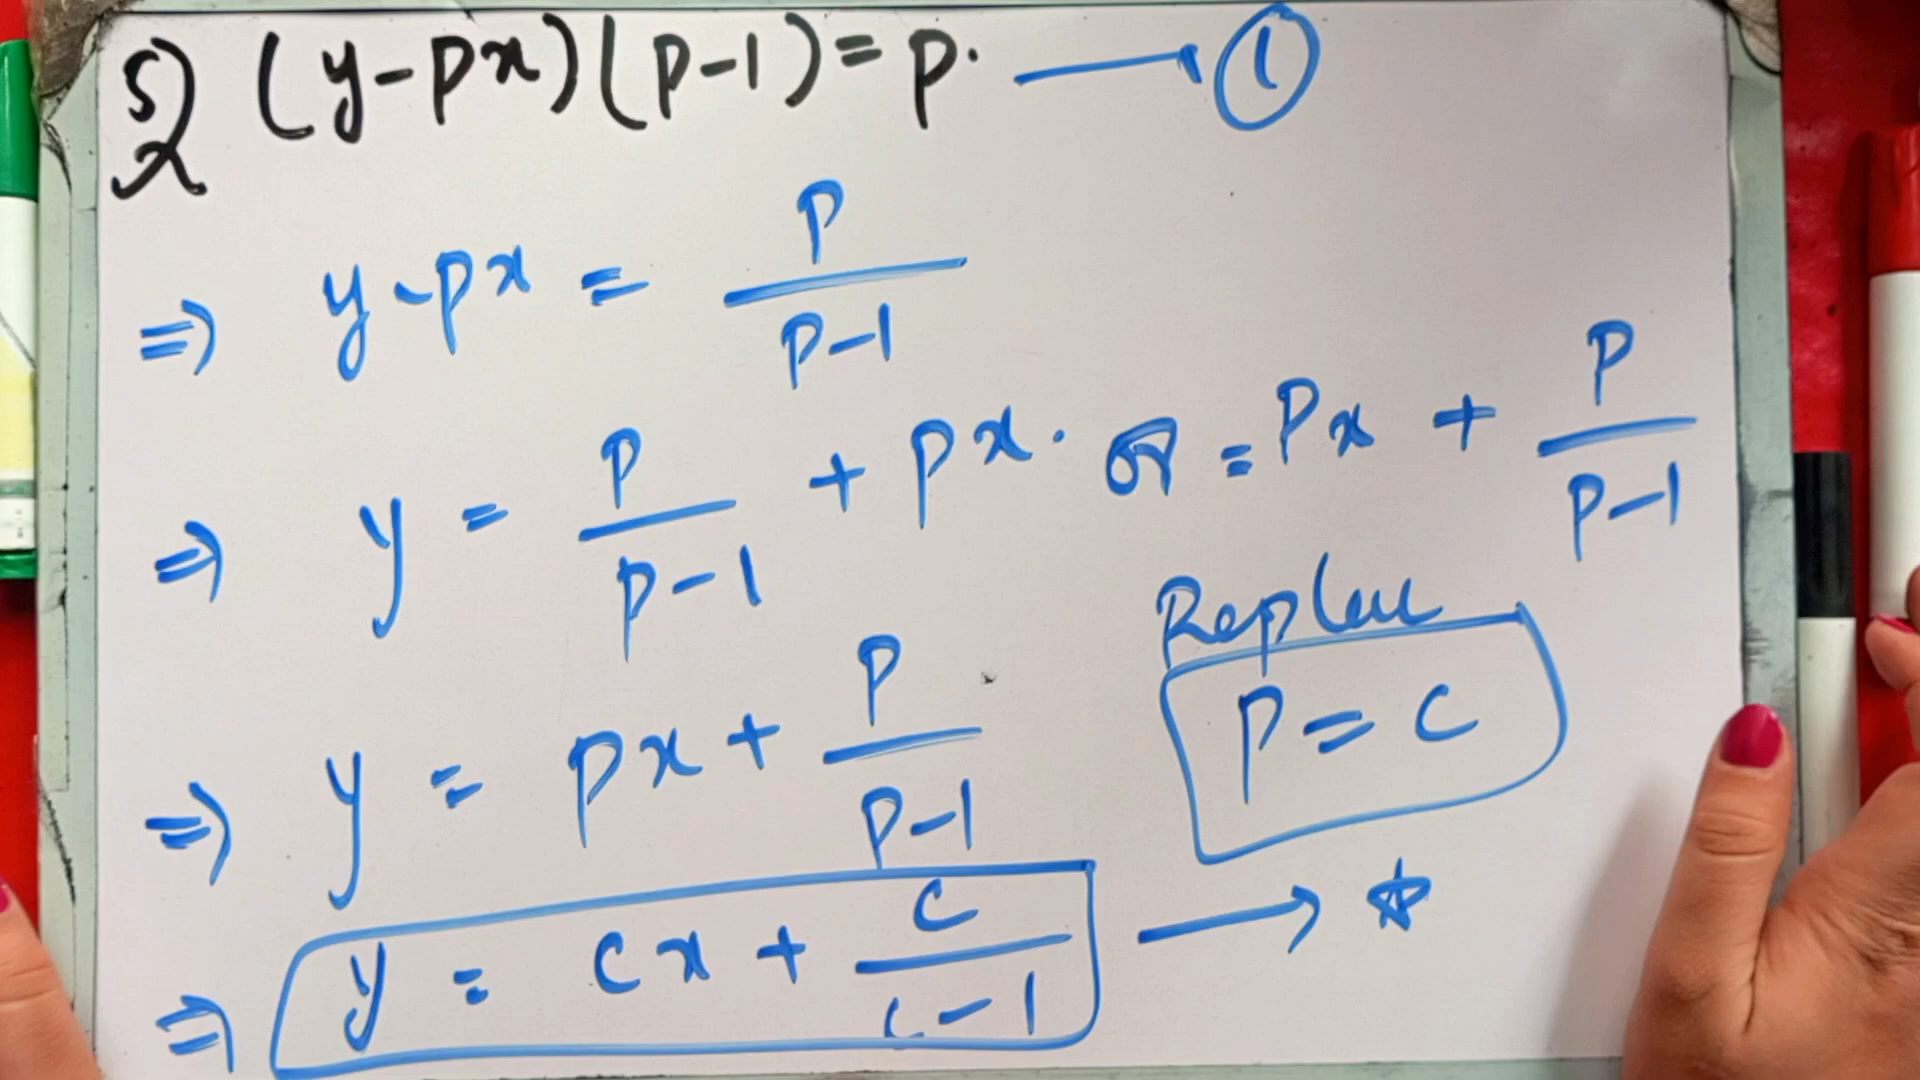 5) (y-px)(p-1)=p. → ①
⇒ y-px = p/(p-1)
⇒ y = p/(p-1) + px. or = px + p/(p-1)
Replace
p = c
⇒ y = px + p/(p-1)
⇒ y = cx + c/(c-1) → ☆